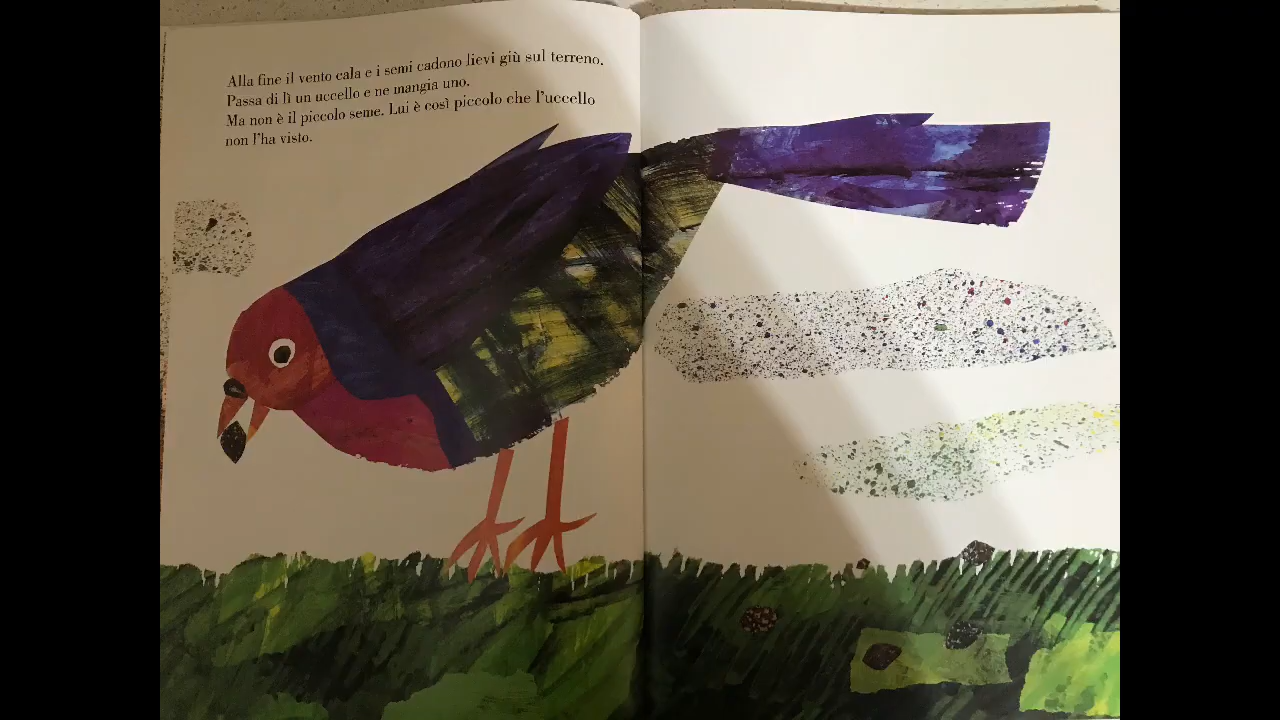 Alla fine il vento cala e i semi cadono lievi giù sul terreno.
Passa di lì un uccello e ne mangia uno.
Ma non è il piccolo seme. Lui è così piccolo che l'uccello
non l'ha visto.